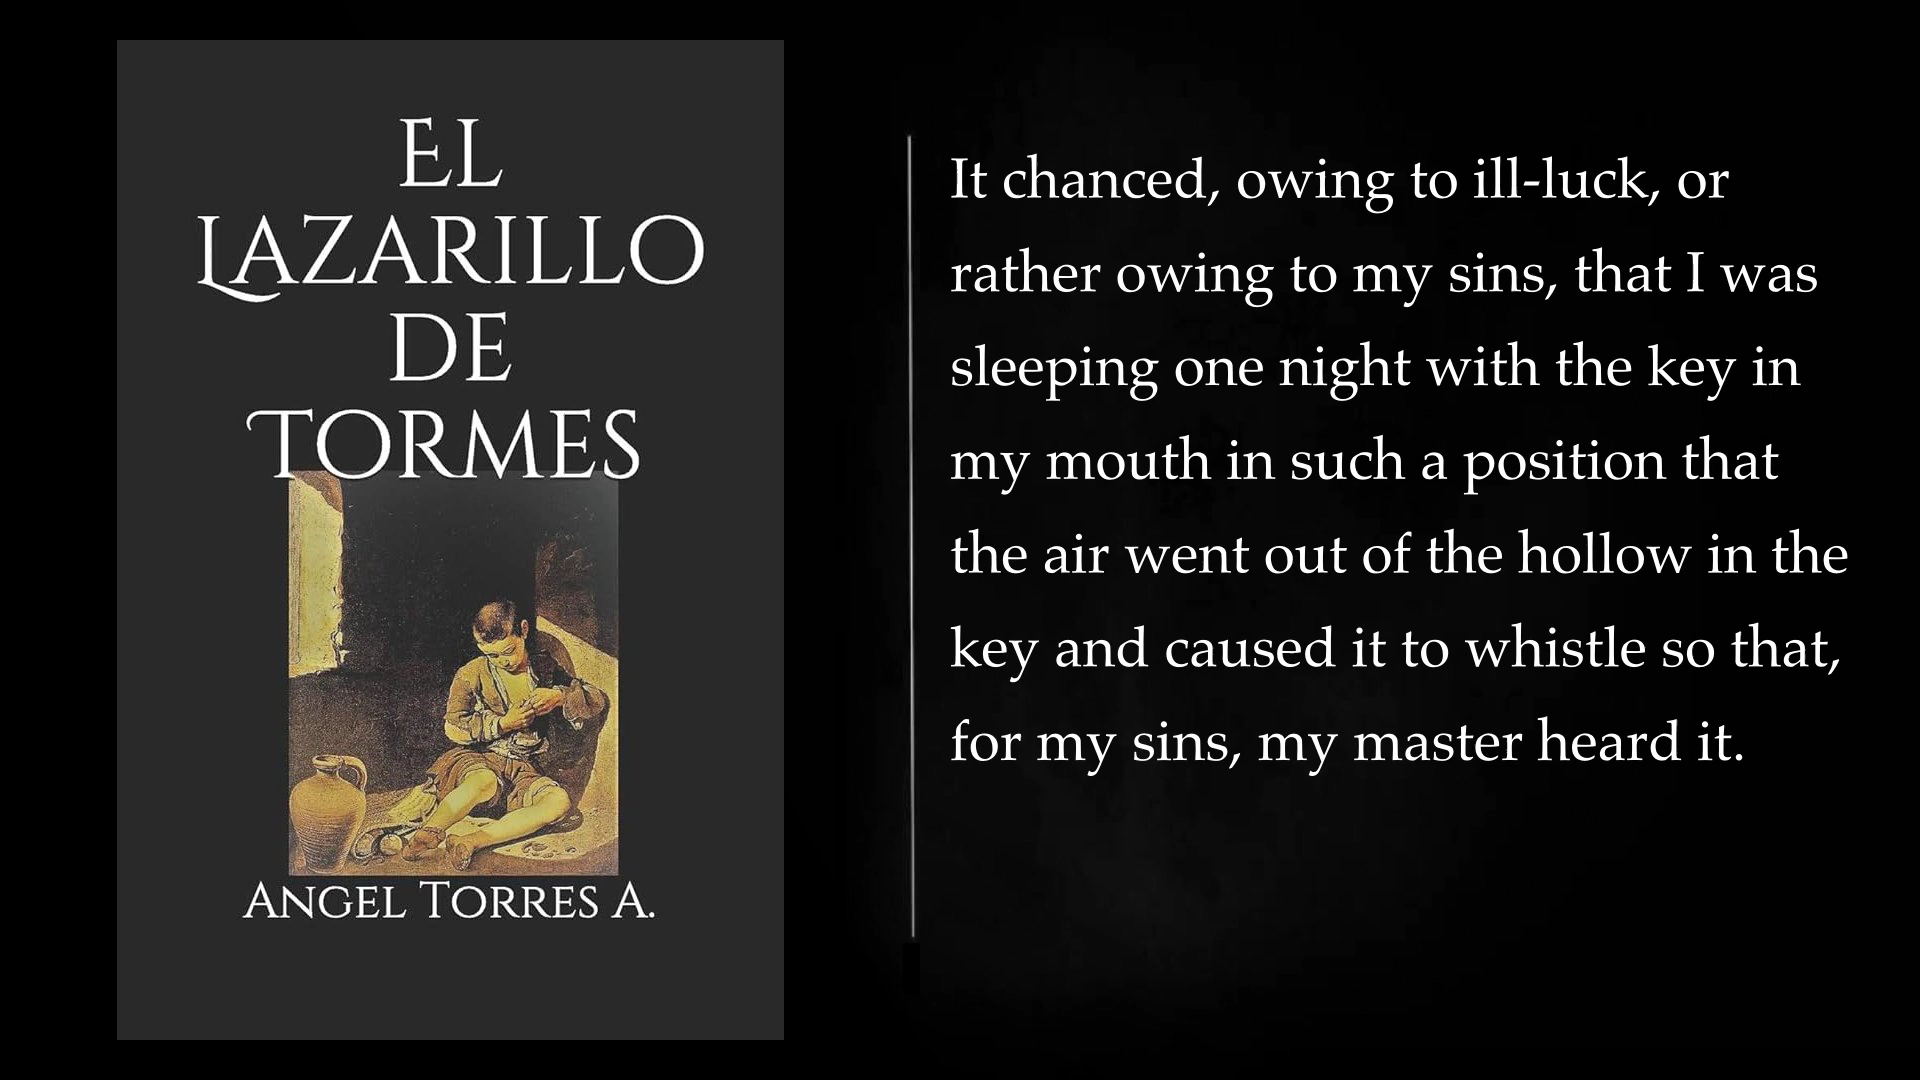 EL
LAZARILLO
DE
TORMES
ANGEL TORRES A.
It chanced, owing to ill-luck, or
rather owing to my sins, that I was
sleeping one night with the key in
my mouth in such a position that
the air went out of the hollow in the
key and caused it to whistle so that,
for my sins, my master heard it.